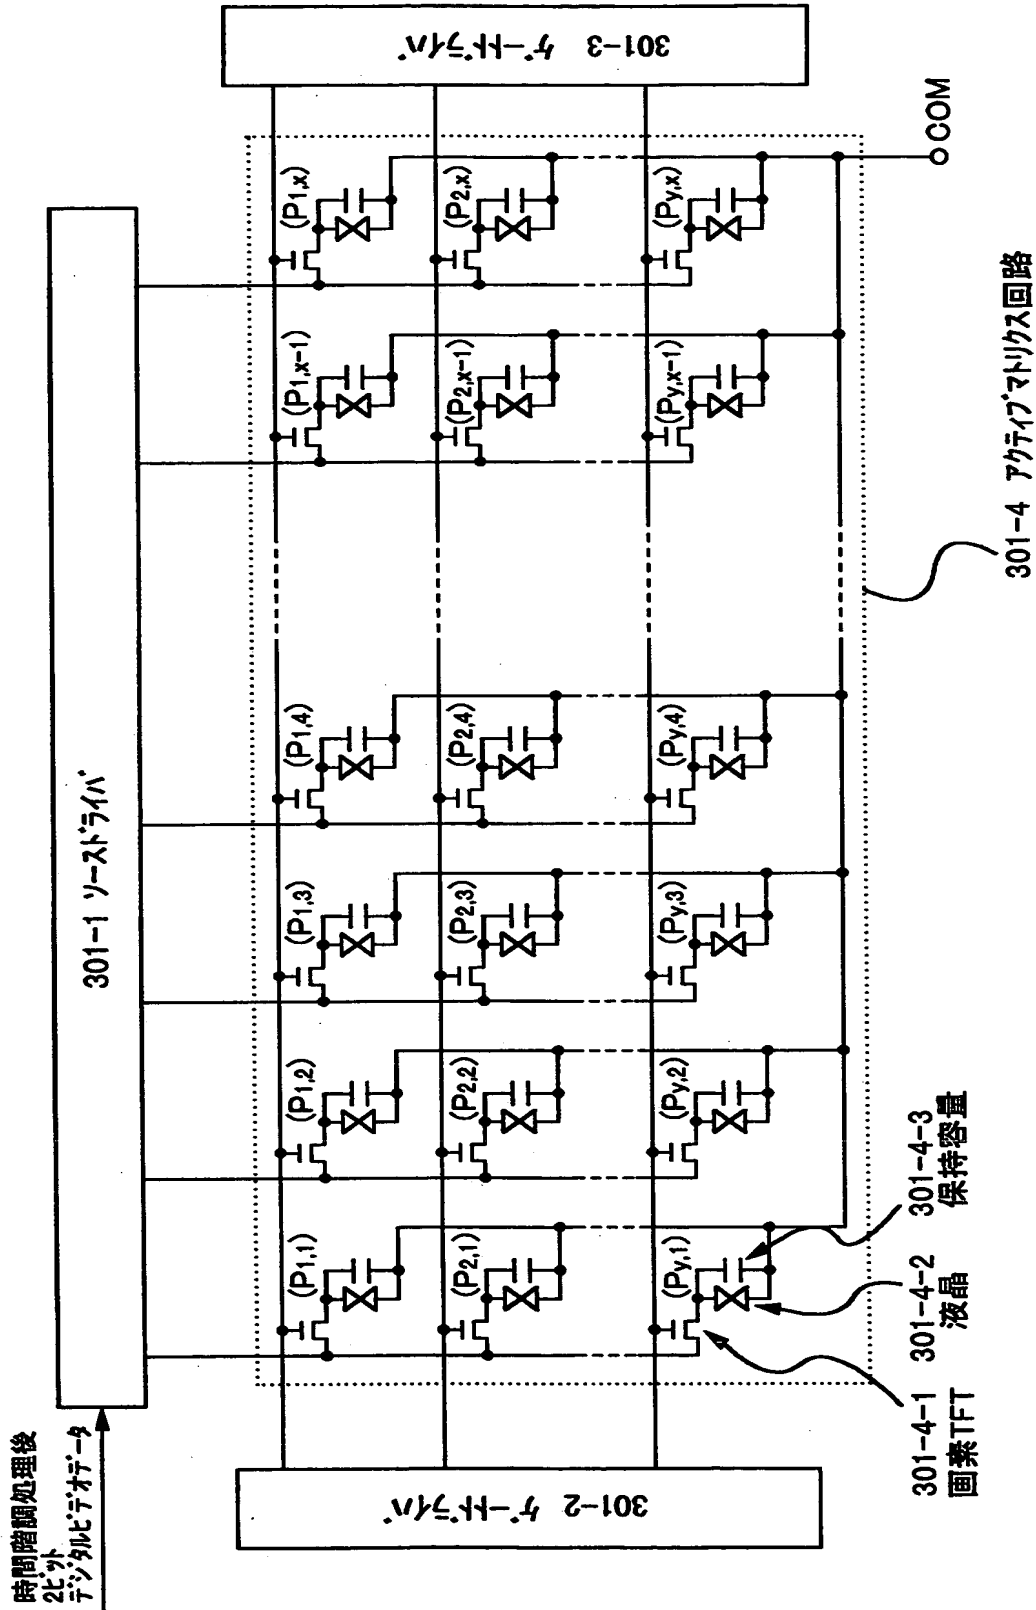 時間階調処理後
2ビット
デジタルビデオデータ
301-1 ソースドライバ
301-2 ゲートドライバ
301-3 ゲートドライバ
(P1,1)
(P1,2)
(P1,3)
(P1,4)
(P1,x-1)
(P1,x)
(P2,1)
(P2,2)
(P2,3)
(P2,4)
(P2,x-1)
(P2,x)
(Py,1)
(Py,2)
(Py,3)
(Py,4)
(Py,x-1)
(Py,x)
COM
301-4-1
画素TFT
301-4-2
液晶
301-4-3
保持容量
301-4 アクティブマトリクス回路